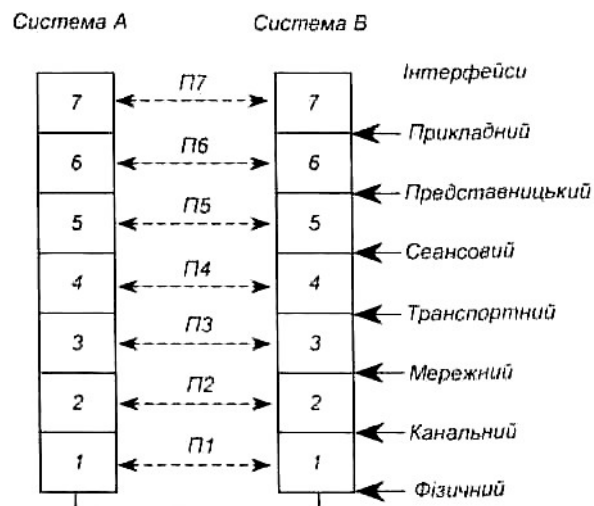 Система А Система В
Інтерфейси
7 П7 7
Прикладний
6 П6 6
Представницький
5 П5 5
Сеансовий
4 П4 4
Транспортний
3 П3 3
Мережний
2 П2 2
Канальний
1 П1 1
Фізичний